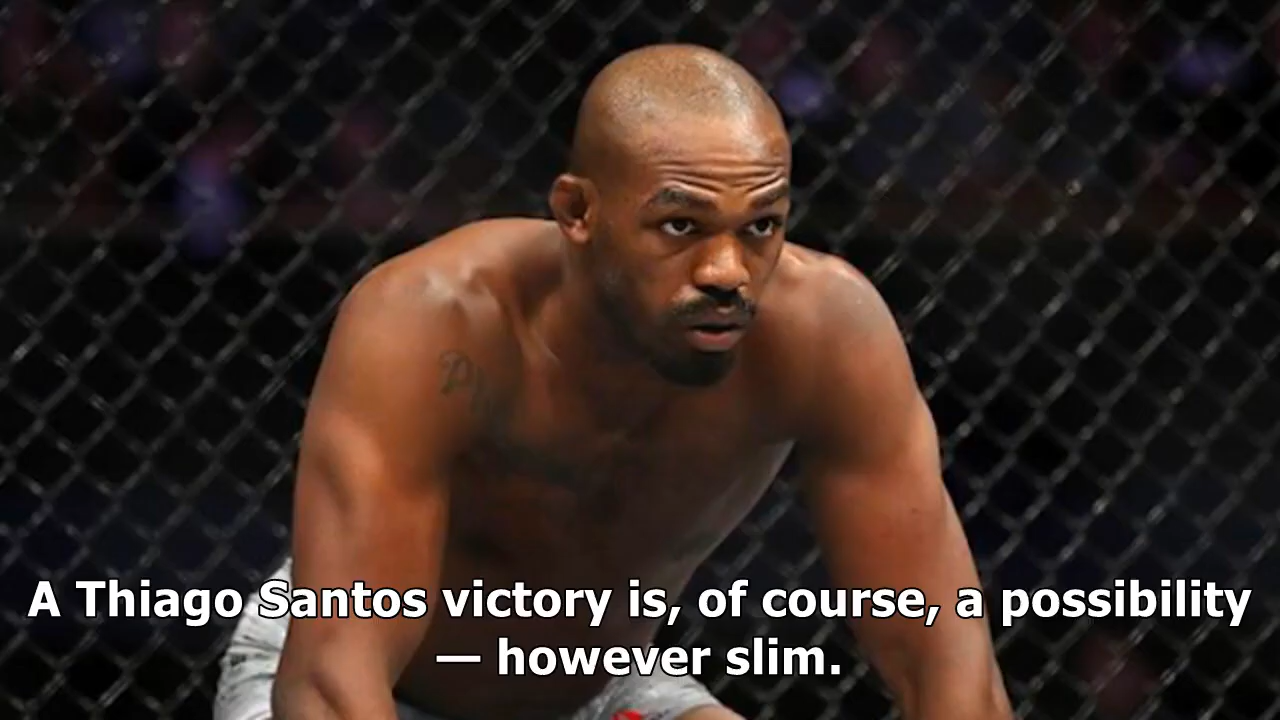 A Thiago Santos victory is, of course, a possibility
— however slim.